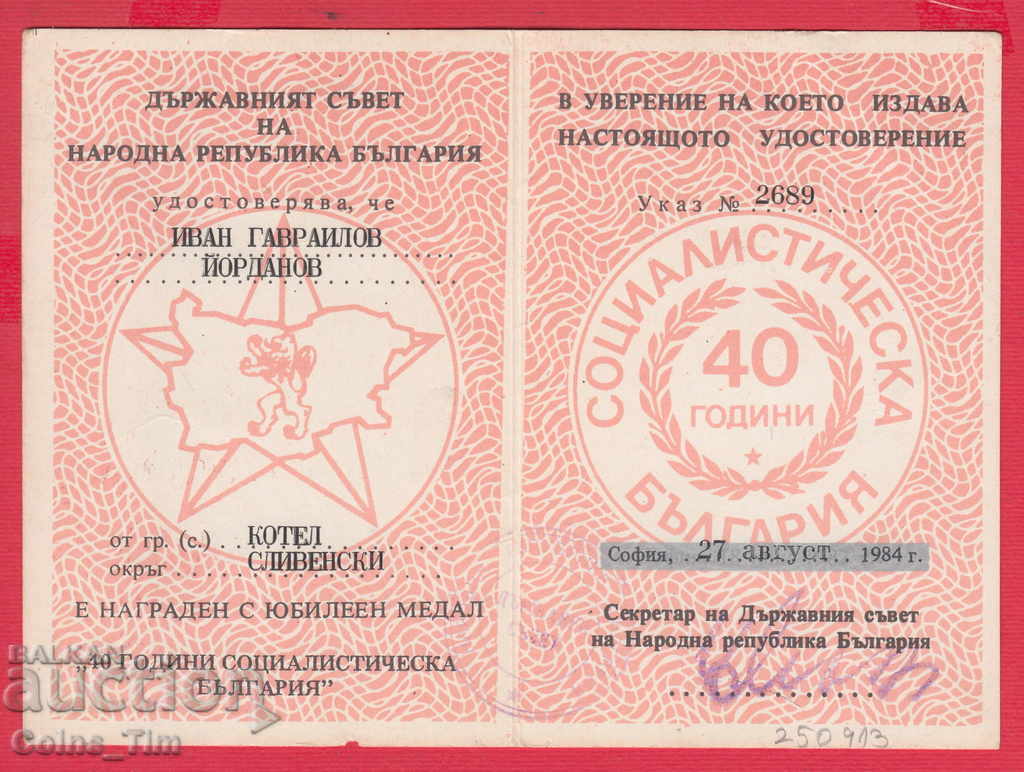 ДЪРЖАВНИЯТ СЪВЕТ
НА
НАРОДНА РЕПУБЛИКА БЪЛГАРИЯ
удостоверява, че
ИВАН ГАВРАИЛОВ
ЙОРДАНОВ
от гр. (с.) КОТЕЛ
окръг СЛИВЕНСКИ
Е НАГРАДЕН С ЮБИЛЕЕН МЕДАЛ
"40 ГОДИНИ СОЦИАЛИСТИЧЕСКА
БЪЛГАРИЯ"
В УВЕРЕНИЕ НА КОЕТО ИЗДАВА
НАСТОЯЩОТО УДОСТОВЕРЕНИЕ
Указ № 2689
СОЦИАЛИСТИЧЕСКА
40
ГОДИНИ
БЪЛГАРИЯ
София, 27 август 1984 г.
Секретар на Държавния съвет
на Народна република България
250913
BALKAN
auction
Coins_Tim